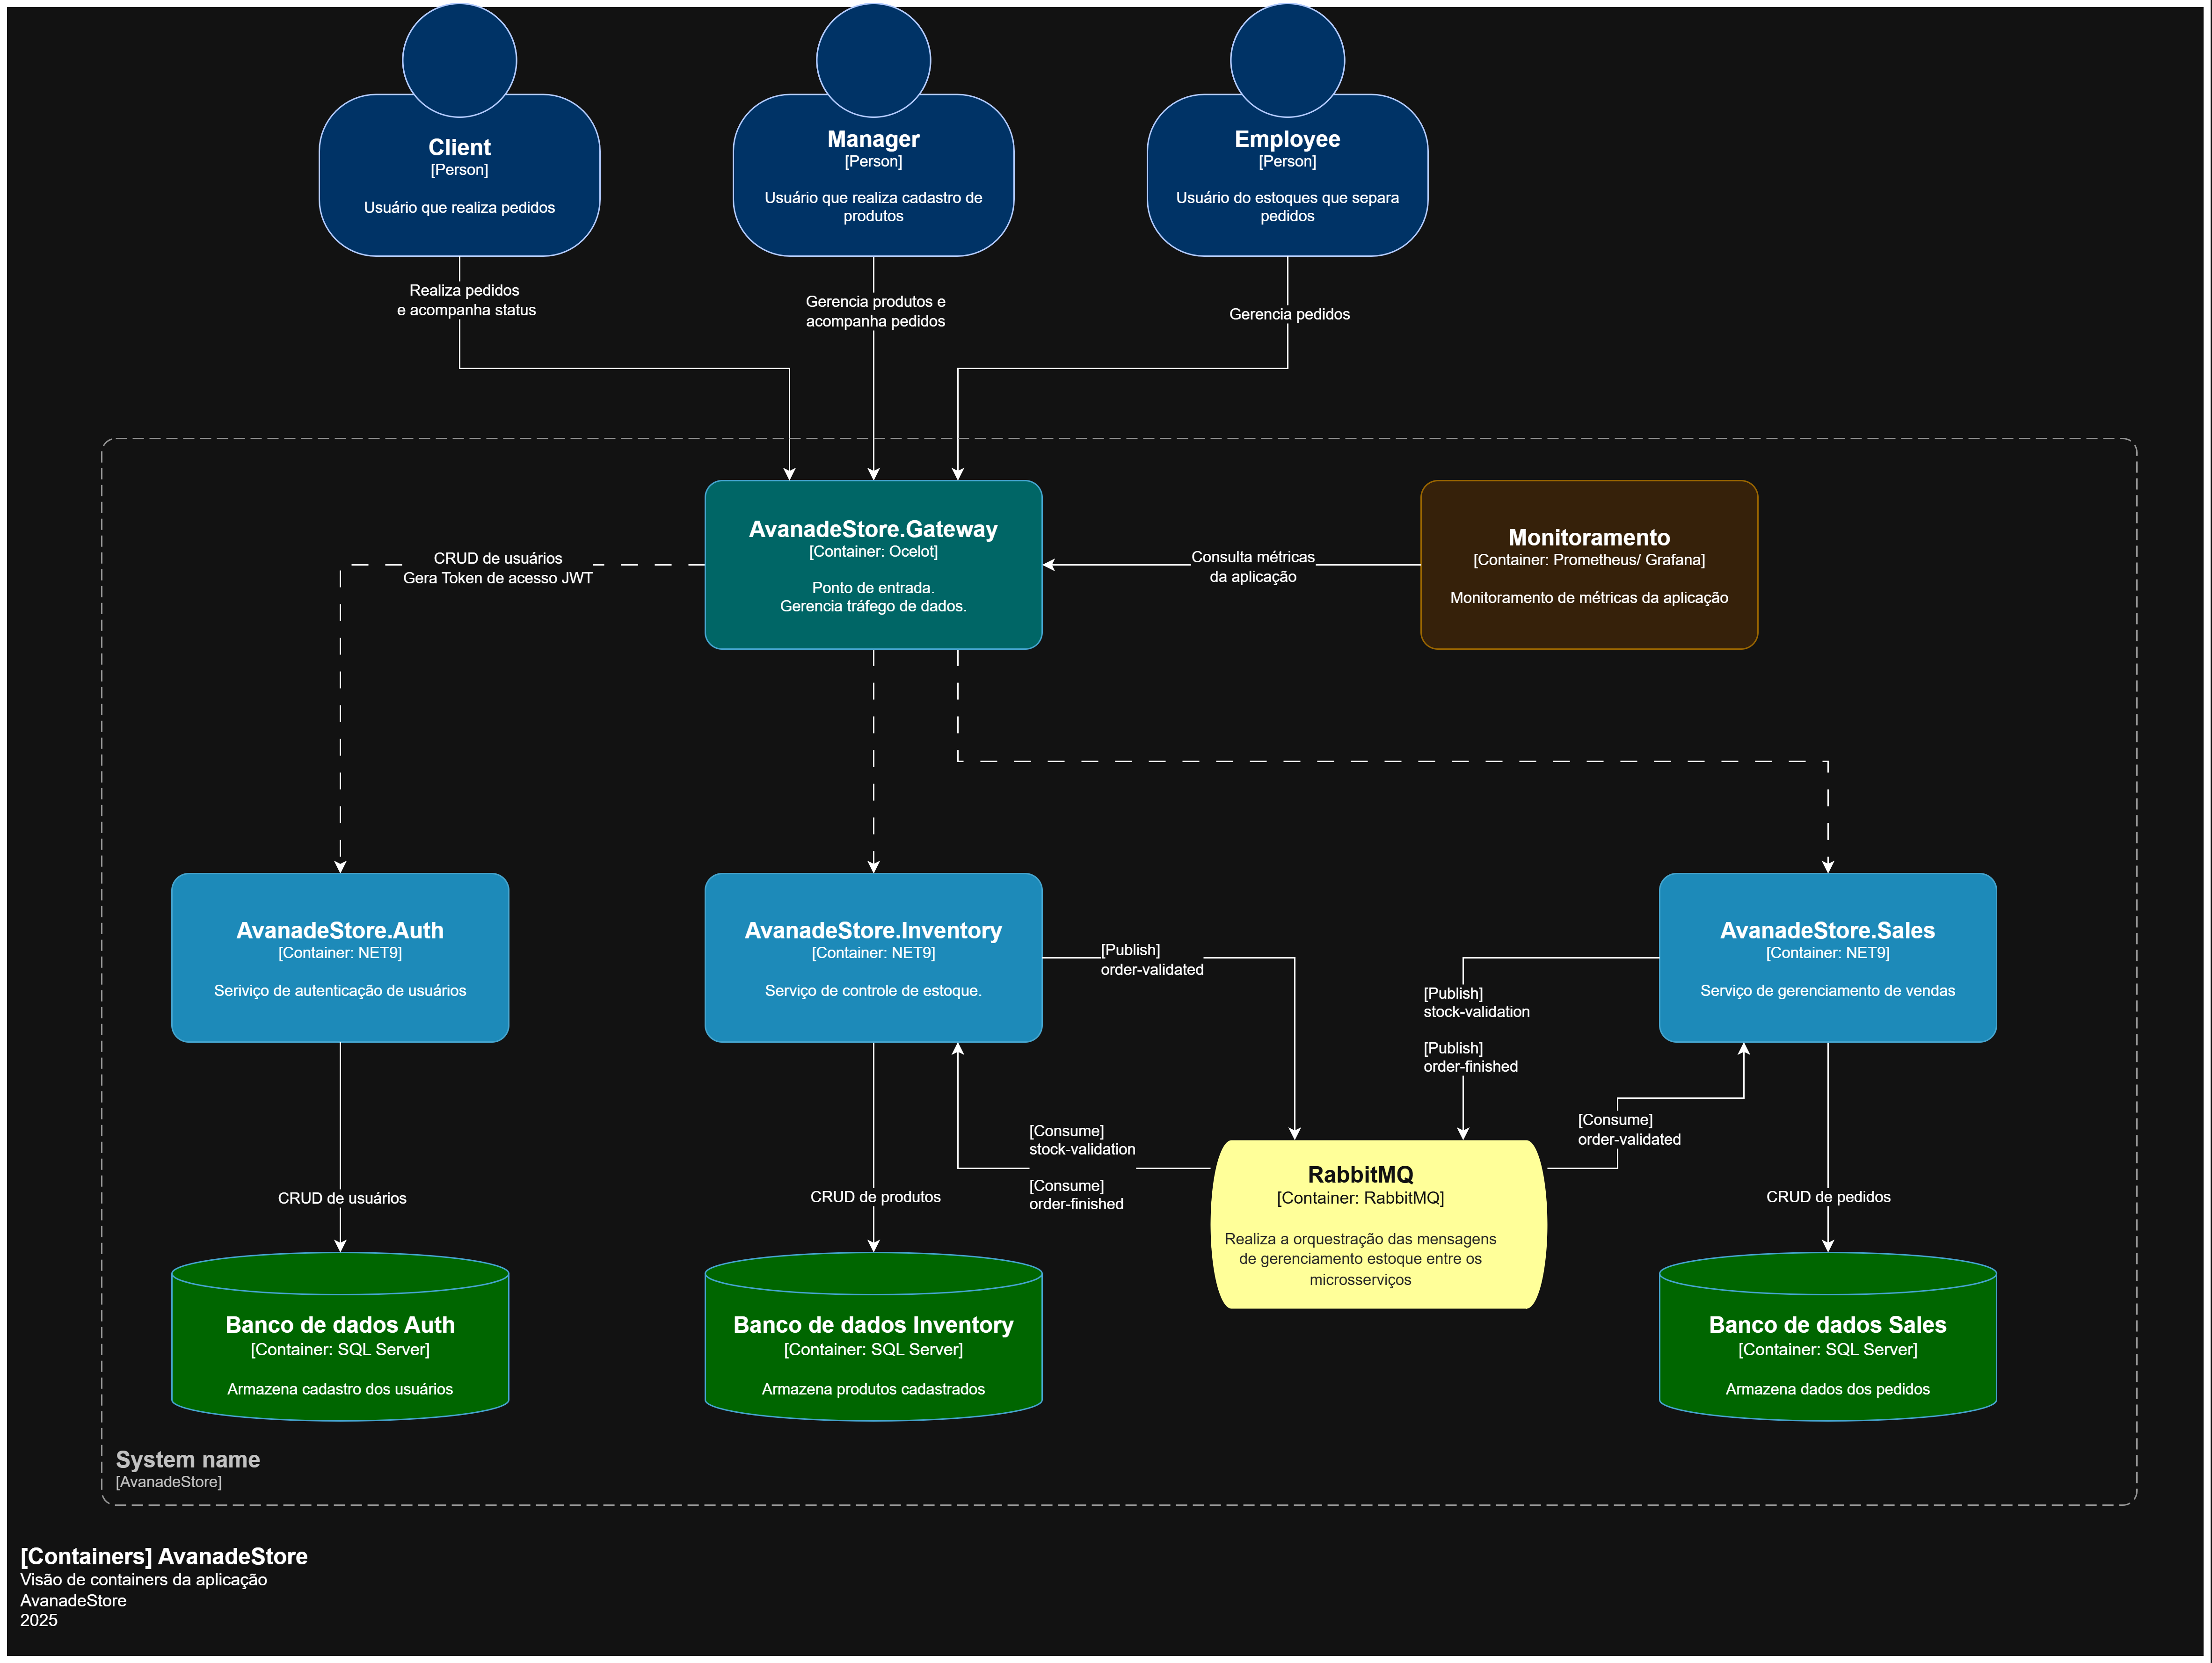 Client
[Person]
Usuário que realiza pedidos
Manager
[Person]
Usuário que realiza cadastro de
produtos
Employee
[Person]
Usuário do estoques que separa
pedidos
Realiza pedidos
e acompanha status
Gerencia produtos e
acompanha pedidos
Gerencia pedidos
AvanadeStore.Gateway
[Container: Ocelot]
Ponto de entrada.
Gerencia tráfego de dados.
Monitoramento
[Container: Prometheus/ Grafana]
Monitoramento de métricas da aplicação
CRUD de usuários
Gera Token de acesso JWT
Consulta métricas
da aplicação
AvanadeStore.Auth
[Container: NET9]
Seriviço de autenticação de usuários
AvanadeStore.Inventory
[Container: NET9]
Serviço de controle de estoque.
AvanadeStore.Sales
[Container: NET9]
Serviço de gerenciamento de vendas
[Publish]
order-validated
[Publish]
stock-validation
[Publish]
order-finished
[Consume]
stock-validation
[Consume]
order-finished
[Consume]
order-validated
RabbitMQ
[Container: RabbitMQ]
Realiza a orquestração das mensagens
de gerenciamento estoque entre os
microsserviços
CRUD de usuários
CRUD de produtos
CRUD de pedidos
Banco de dados Auth
[Container: SQL Server]
Armazena cadastro dos usuários
Banco de dados Inventory
[Container: SQL Server]
Armazena produtos cadastrados
Banco de dados Sales
[Container: SQL Server]
Armazena dados dos pedidos
System name
[AvanadeStore]
[Containers] AvanadeStore
Visão de containers da aplicação
AvanadeStore
2025